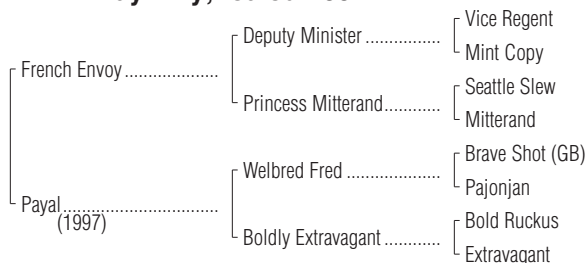 Vice Regent
Deputy Minister ................
Mint Copy
French Envoy .....................
Seattle Slew
Princess Mitterand............
Mitterand
Brave Shot (GB)
Welbred Fred .....................
Pajonjan
Payal ..................................
(1997)
Bold Ruckus
Boldly Extravagant ............
Extravagant